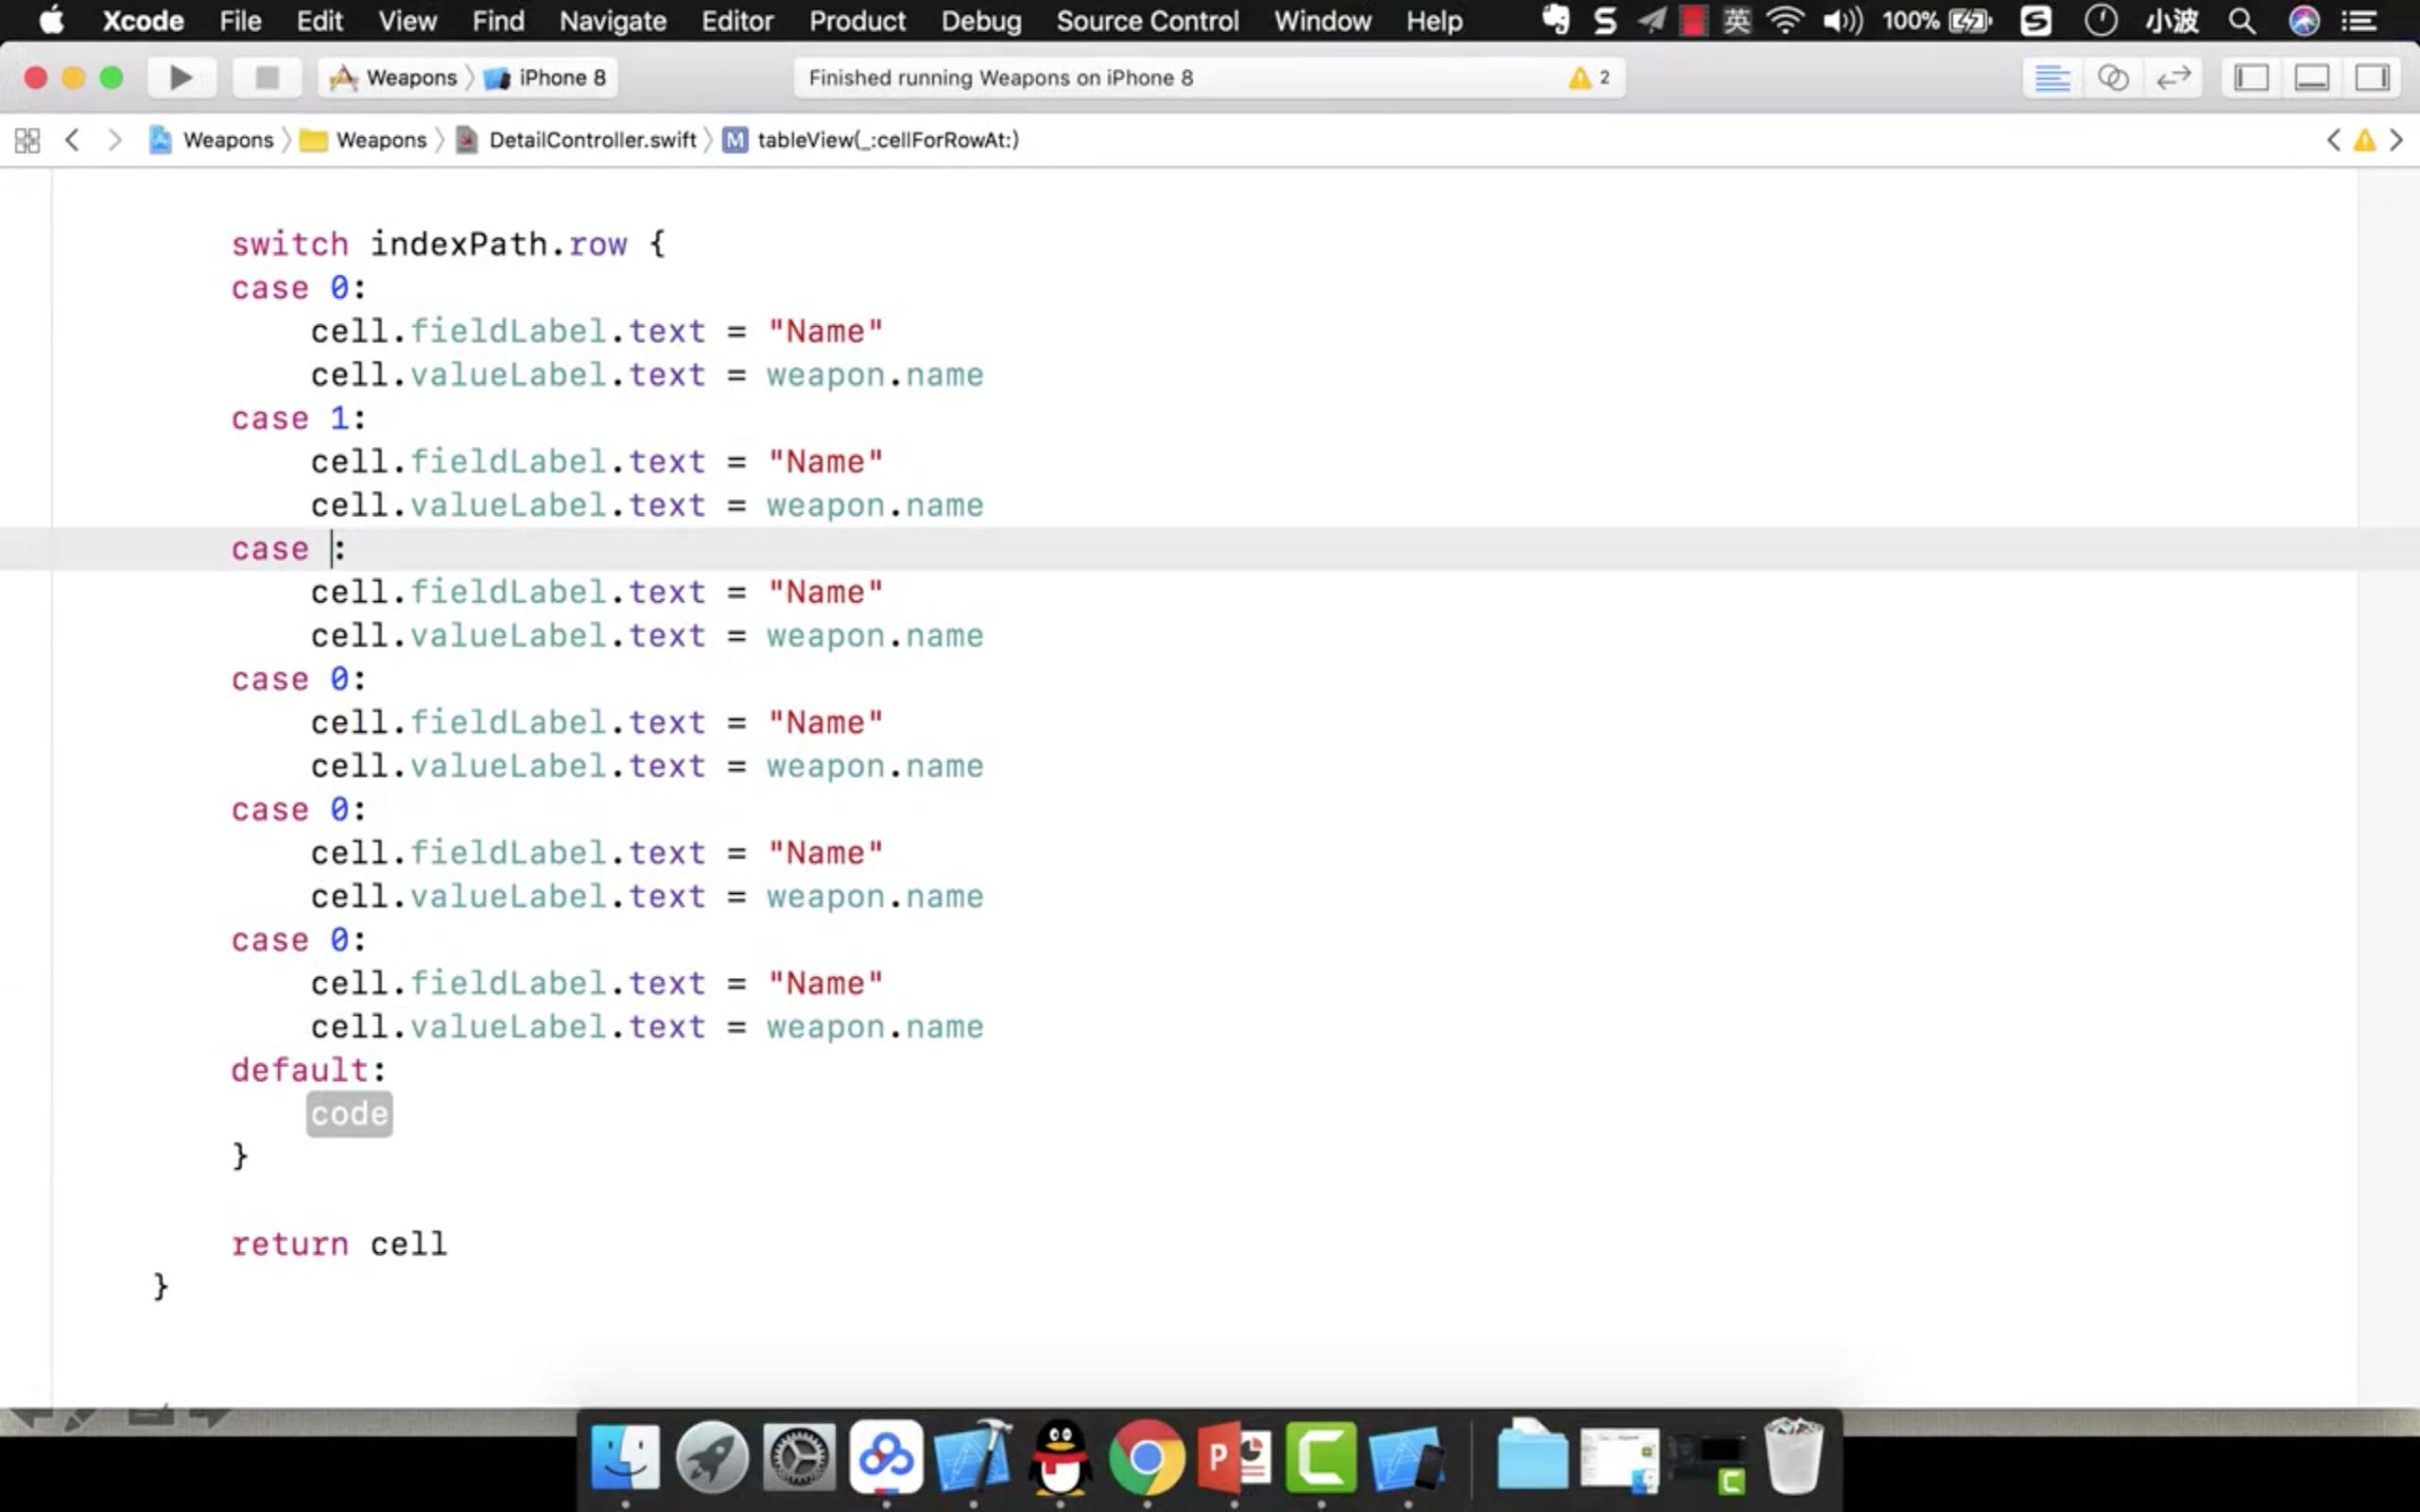 Xcode File Edit View Find Navigate Editor Product Debug Source Control Window Help S 英 100% S 小波
Weapons iPhone 8 Finished running Weapons on iPhone 8 2
Weapons Weapons DetailController.swift M tableView(_:cellForRowAt:)
switch indexPath.row {
case 0:
cell.fieldLabel.text = "Name"
cell.valueLabel.text = weapon.name
case 1:
cell.fieldLabel.text = "Name"
cell.valueLabel.text = weapon.name
case :
cell.fieldLabel.text = "Name"
cell.valueLabel.text = weapon.name
case 0:
cell.fieldLabel.text = "Name"
cell.valueLabel.text = weapon.name
case 0:
cell.fieldLabel.text = "Name"
cell.valueLabel.text = weapon.name
case 0:
cell.fieldLabel.text = "Name"
cell.valueLabel.text = weapon.name
default:
code
}
return cell
}
P C